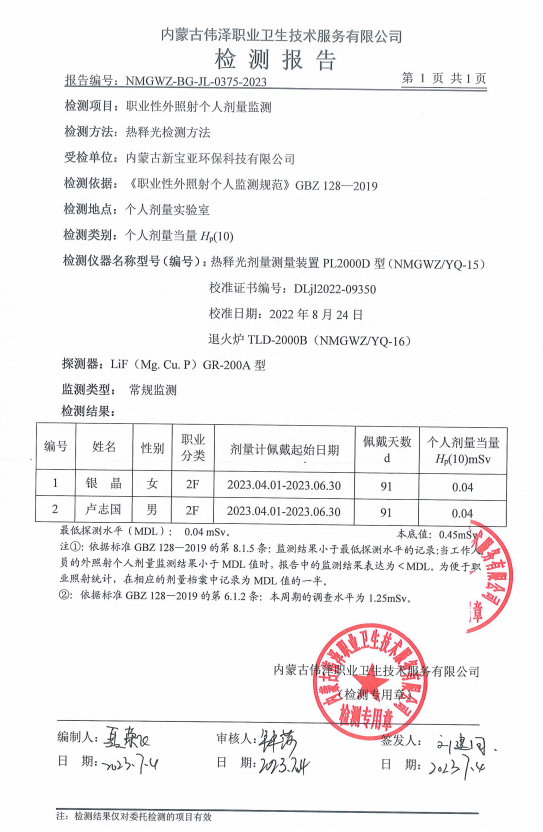 内蒙古伟泽职业卫生技术服务有限公司
检测报告
报告编号：NMGWZ-BG-JL-0375-2023 第 1 页 共1页
检测项目：职业性外照射个人剂量监测
检测方法：热释光检测方法
受检单位：内蒙古新宝亚环保科技有限公司
检测依据：《职业性外照射个人监测规范》GBZ 128—2019
检测地点：个人剂量实验室
检测类别：个人剂量当量 Hp(10)
检测仪器名称型号（编号）：热释光剂量测量装置 PL2000D 型（NMGWZ/YQ-15）
校准证书编号：DLjl2022-09350
校准日期：2022 年 8 月 24 日
退火炉 TLD-2000B（NMGWZ/YQ-16）
探测器：LiF（Mg. Cu. P）GR-200A 型
监测类型： 常规监测
检测结果：
编号 姓名 性别 职业分类 剂量计佩戴起始日期 佩戴天数 d 个人剂量当量 Hp(10)mSv
1 银 晶 女 2F 2023.04.01-2023.06.30 91 0.04
2 卢志国 男 2F 2023.04.01-2023.06.30 91 0.04
最低探测水平（MDL）： 0.04 mSv。 本底值：0.45mSv
注①：依据标准 GBZ 128—2019 的 8.1.5 条：监测结果小于最低探测水平的记录:当工作人
员的外照射个人剂量监测结果小于 MDL 值时，报告中的监测结果表达为＜MDL。为便于职
业照射统计，在相应的剂量档案中记录为 MDL 值的一半。
②：依据标准 GBZ 128—2019 的第 6.1.2 条：本周期的调查水平为 1.25mSv。
内蒙古伟泽职业卫生技术服务有限公司
（检测专用章）
内蒙古伟泽职业卫生技术服务有限公司
检测专用章
编制人： 审核人： 签发人：
日 期：2023.7.4 日 期：2023.7.4 日 期：2023.7.4
注：检测结果仅对委托检测的项目有效